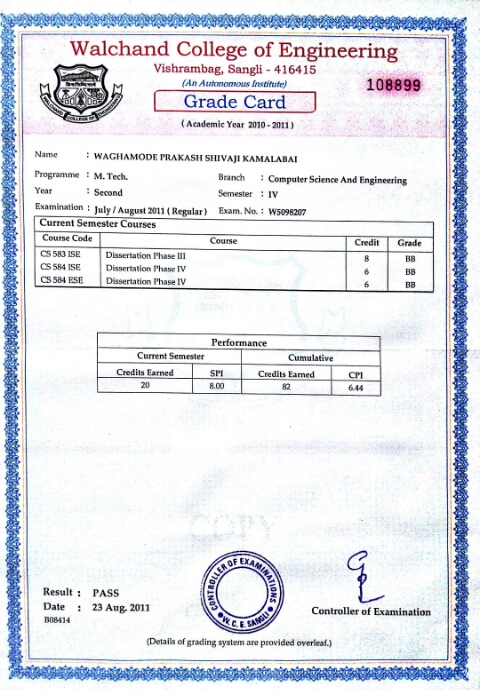 Walchand College of Engineering
Vishrambag, Sangli - 416415
(An Autonomous Institute)
108899
Grade Card
( Academic Year 2010 - 2011 )
Name : WAGHAMODE PRAKASH SHIVAJI KAMALABAI
Programme : M. Tech. Branch : Computer Science And Engineering
Year : Second Semester : IV
Examination : July / August 2011 ( Regular ) Exam. No. : W5098207
Current Semester Courses
Course Code Course Credit Grade
CS 583 ISE Dissertation Phase III 8 BB
CS 584 ISE Dissertation Phase IV 6 BB
CS 584 ESE Dissertation Phase IV 6 BB
Performance
Current Semester Cumulative
Credits Earned SPI Credits Earned CPI
20 8.00 82 6.44
COPY
CONTROLLER OF EXAMINATIONS
W. C. E. SANGLI
Result : PASS
Date : 23 Aug. 2011
B08414
Controller of Examination
(Details of grading system are provided overleaf.)